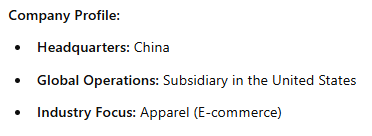 Company Profile:
• Headquarters: China
• Global Operations: Subsidiary in the United States
• Industry Focus: Apparel (E-commerce)